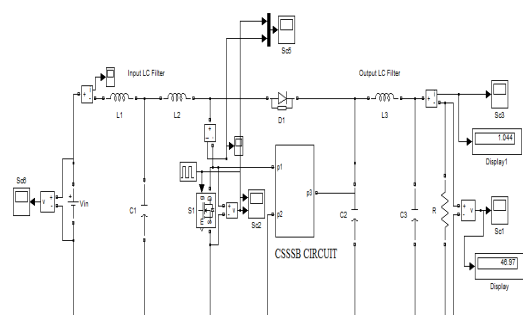 Sc5
Input LC Filter
Output LC Filter
L1
L2
D1
L3
Sc3
1.044
Display1
Sc6
Vin
C1
S1
Sc2
p1
p2
p3
CSSSB CIRCUIT
C2
C3
R
Sc1
46.97
Display